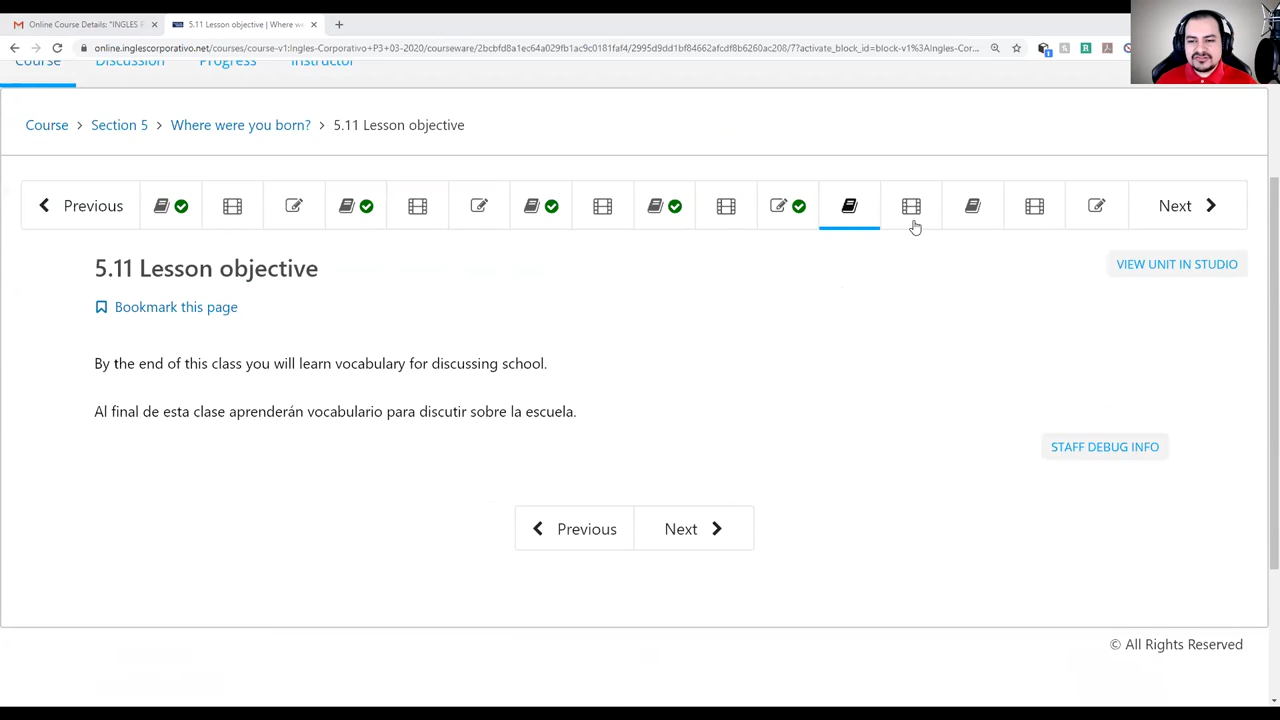 Online Course Details: "INGLES P
5.11 Lesson objective | Where we
online.inglescorporativo.net/courses/course-v1:Ingles-Corporativo+P3+03-2020/courseware/2bcbfd8a1ec64a029fb1ac9c0181faf4/2995d9dd1bf84662afcdf8b6260ac208/7?activate_block_id=block-v1%3AIngles-Cor...
Course Discussion Progress Instructor
Course > Section 5 > Where were you born? > 5.11 Lesson objective
Previous Next
5.11 Lesson objective
VIEW UNIT IN STUDIO
Bookmark this page
By the end of this class you will learn vocabulary for discussing school.
Al final de esta clase aprenderán vocabulario para discutir sobre la escuela.
STAFF DEBUG INFO
Previous Next
© All Rights Reserved